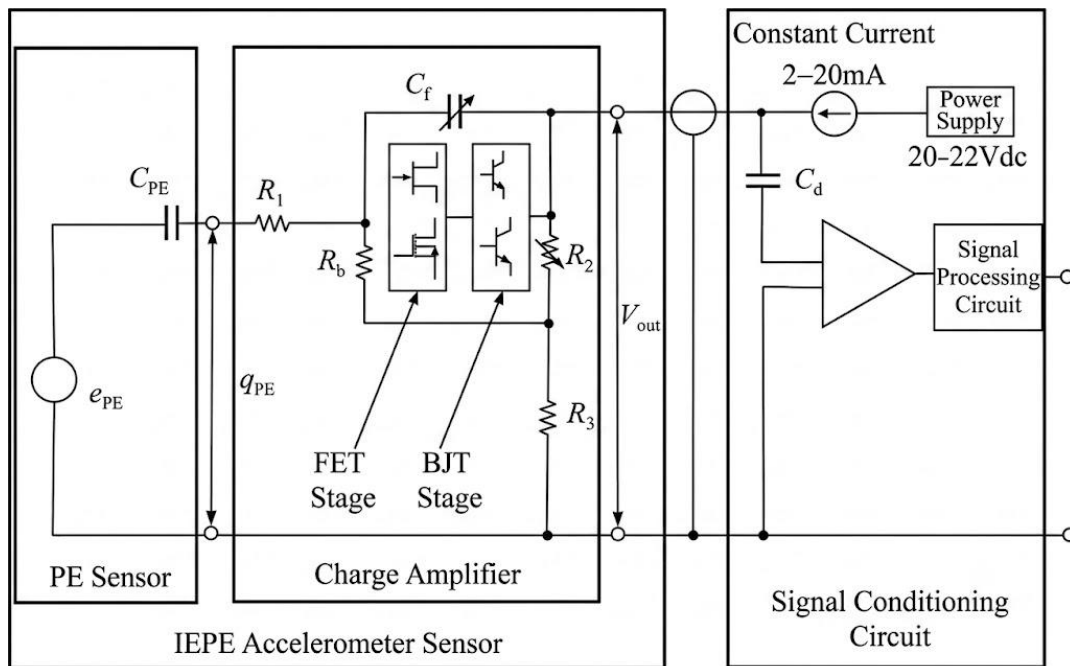 Constant Current
2–20mA
Power
Supply
20–22Vdc
C_f
C_PE
R_1
R_b
R_2
C_d
Signal
Processing
Circuit
V_out
e_PE
q_PE
R_3
FET
Stage
BJT
Stage
PE Sensor
Charge Amplifier
IEPE Accelerometer Sensor
Signal Conditioning
Circuit